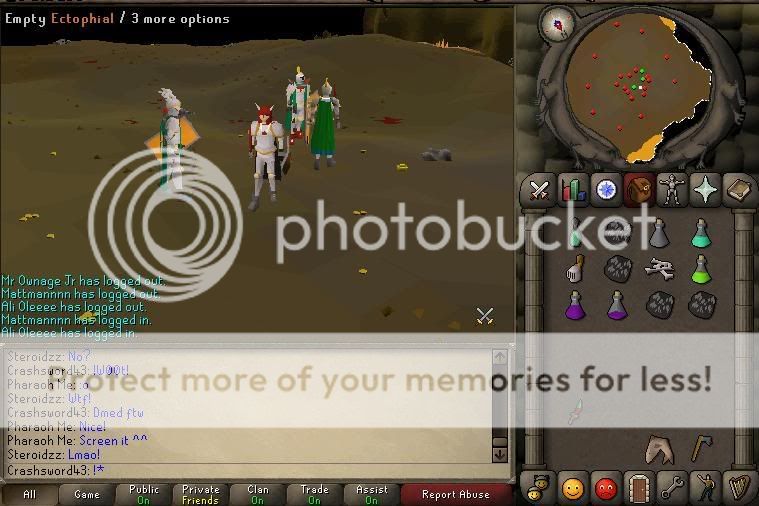 Empty Ectophial / 3 more options
photobucket
Mr Ownage Jr has logged out.
Mattmannnn has logged out.
Ali Oleeee has logged out.
Mattmannnn has logged in.
Ali Oleeee has logged in.
Steroidzz: No?
Crashsword43: !W00t!
Pharaoh Me: :o
Protect more of your memories for less!
Steroidzz: Wtf!
Crashsword43: Dmed ftw
Pharaoh Me: Nice!
Pharaoh Me: Screen it ^^
Steroidzz: Lmao!
Crashsword43: !*
All Game Public On Private Friends Clan On Trade On Assist On Report Abuse